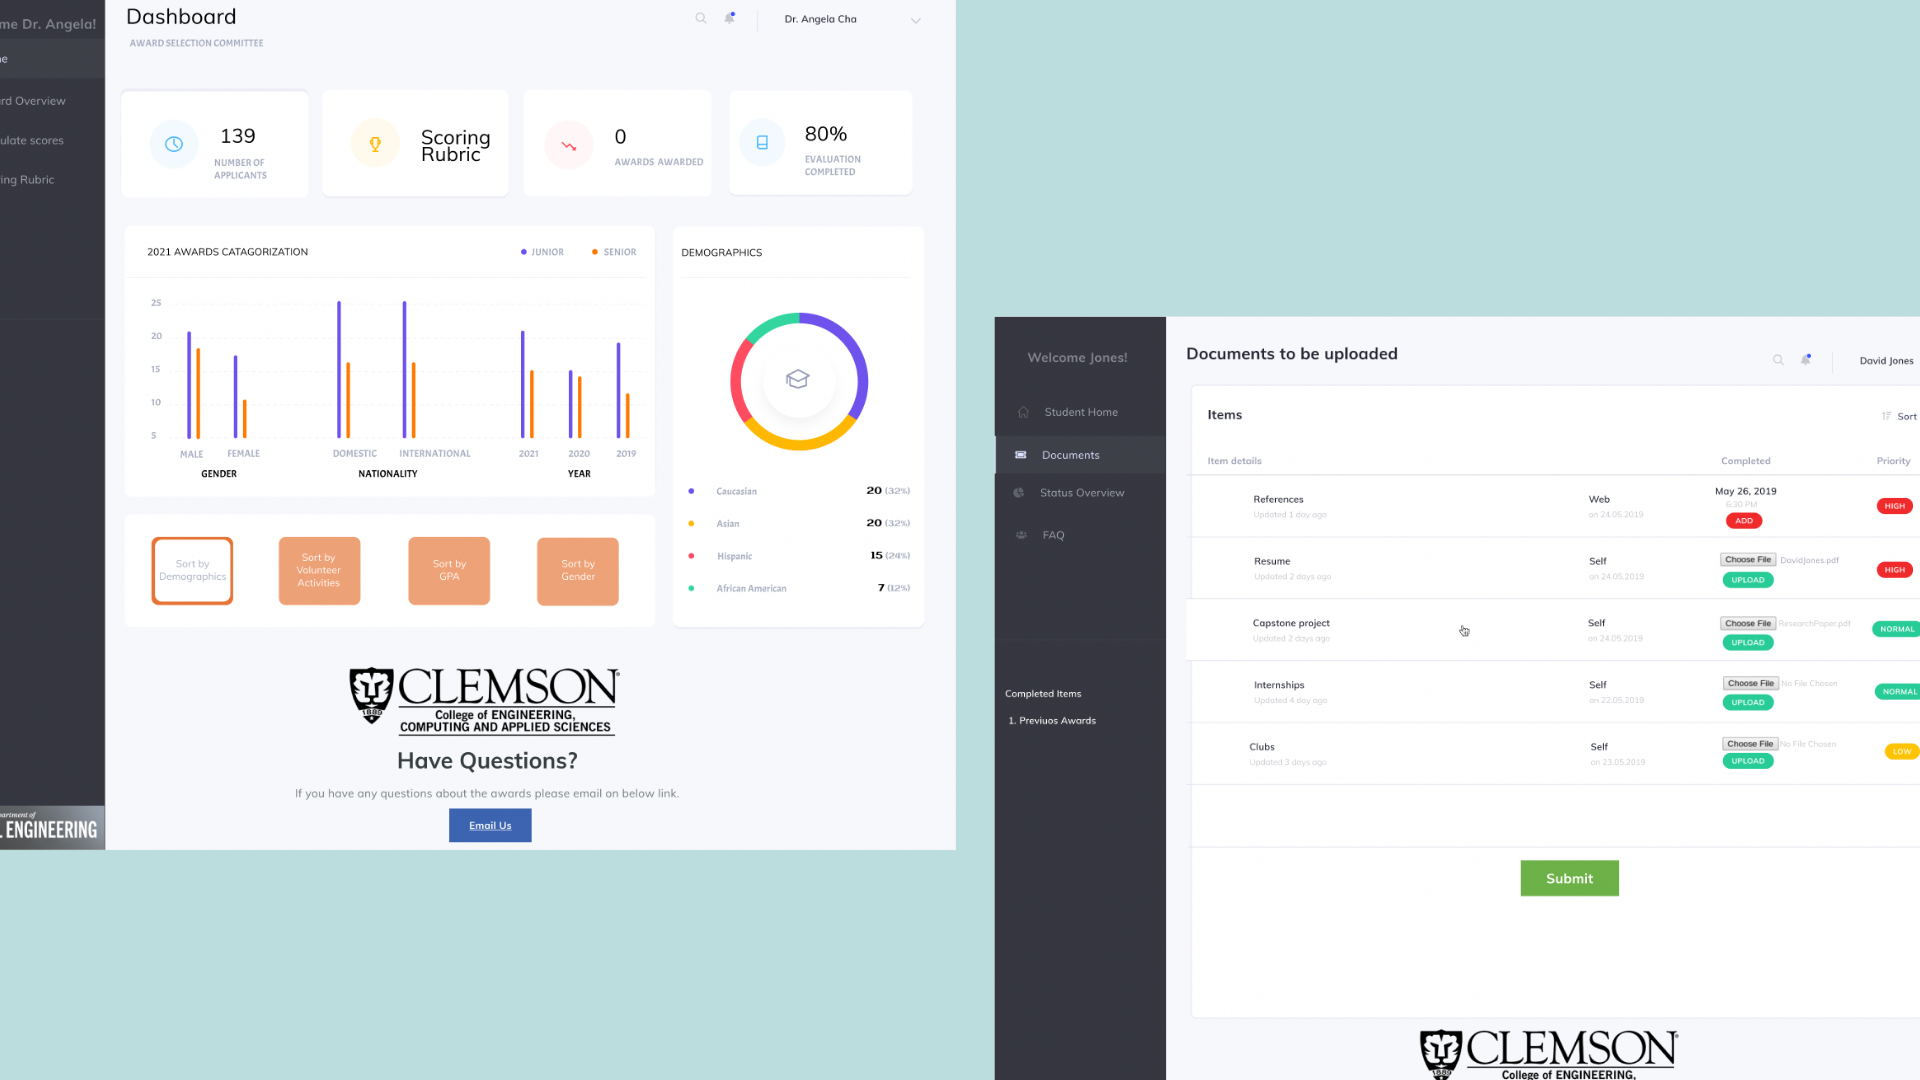 me Dr. Angela!
ne
rd Overview
ulate scores
ing Rubric
partment of
L ENGINEERING
Dashboard
AWARD SELECTION COMMITTEE
Dr. Angela Cha
139
NUMBER OF
APPLICANTS
Scoring
Rubric
0
AWARDS AWARDED
80%
EVALUATION
COMPLETED
2021 AWARDS CATAGORIZATION
JUNIOR
SENIOR
25
20
15
10
5
MALE
FEMALE
DOMESTIC
INTERNATIONAL
2021
2020
2019
GENDER
NATIONALITY
YEAR
DEMOGRAPHICS
Caucasian 20 (32%)
Asian 20 (32%)
Hispanic 15 (24%)
African American 7 (12%)
Sort by
Demographics
Sort by
Volunteer
Activities
Sort by
GPA
Sort by
Gender
1889
CLEMSON®
College of ENGINEERING,
COMPUTING AND APPLIED SCIENCES
Have Questions?
If you have any questions about the awards please email on below link.
Email Us
Welcome Jones!
Student Home
Documents
Status Overview
FAQ
Completed Items
1. Previuos Awards
Documents to be uploaded
David Jones
Items
Sort
Item details
Completed
Priority
References
Updated 1 day ago
Web
on 24.05.2019
May 26, 2019
6:30 PM
ADD
HIGH
Resume
Updated 2 days ago
Self
on 24.05.2019
Choose File DavidJones.pdf
UPLOAD
HIGH
Capstone project
Updated 2 days ago
Self
on 24.05.2019
Choose File ResearchPaper.pdf
UPLOAD
NORMAL
Internships
Updated 4 day ago
Self
on 22.05.2019
Choose File No File Chosen
UPLOAD
NORMAL
Clubs
Updated 3 days ago
Self
on 23.05.2019
Choose File No File Chosen
UPLOAD
LOW
Submit
1889
CLEMSON®
College of ENGINEERING,